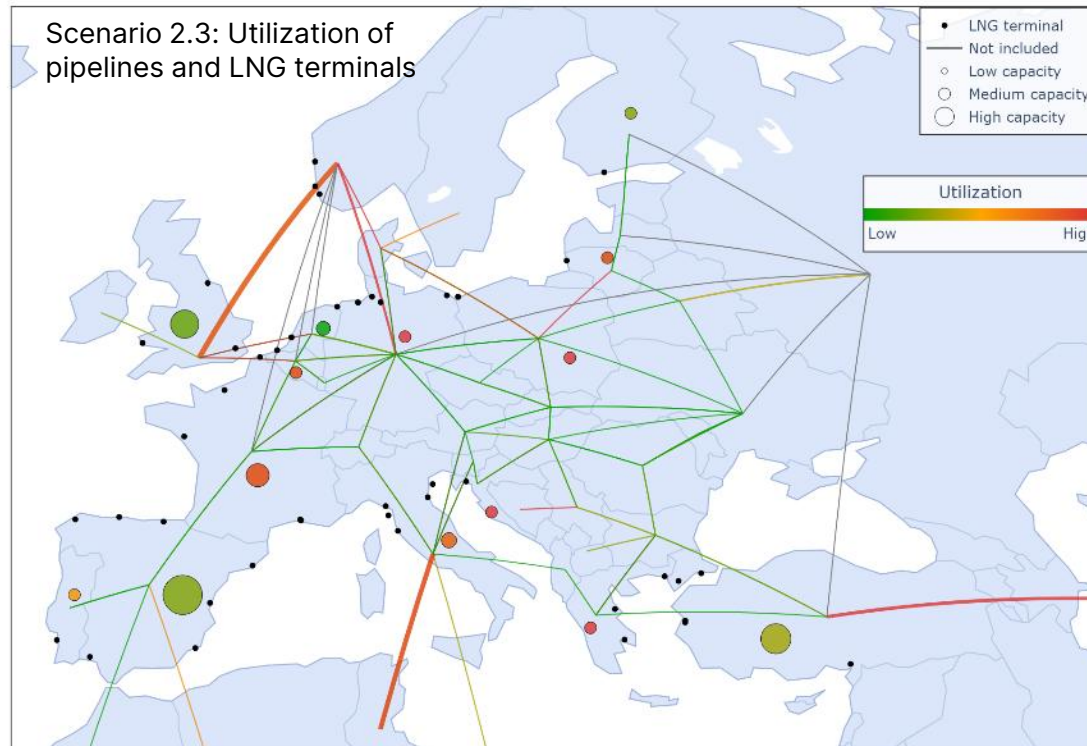 Scenario 2.3: Utilization of
pipelines and LNG terminals
LNG terminal
Not included
Low capacity
Medium capacity
High capacity
Utilization
Low
High